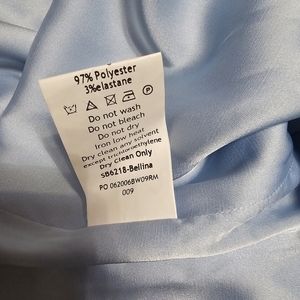 97% Polyester
3%elastane
Do not wash
Do not bleach
Do not dry
Iron low heat
Dry clean any solvent
except trichloroethylene
Dry Clean Only
SB6218-Bellina
PO 062006BW09RM
009